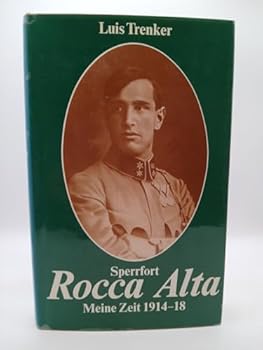 Luis Trenker
Sperrfort
Rocca Alta
Meine Zeit 1914-18